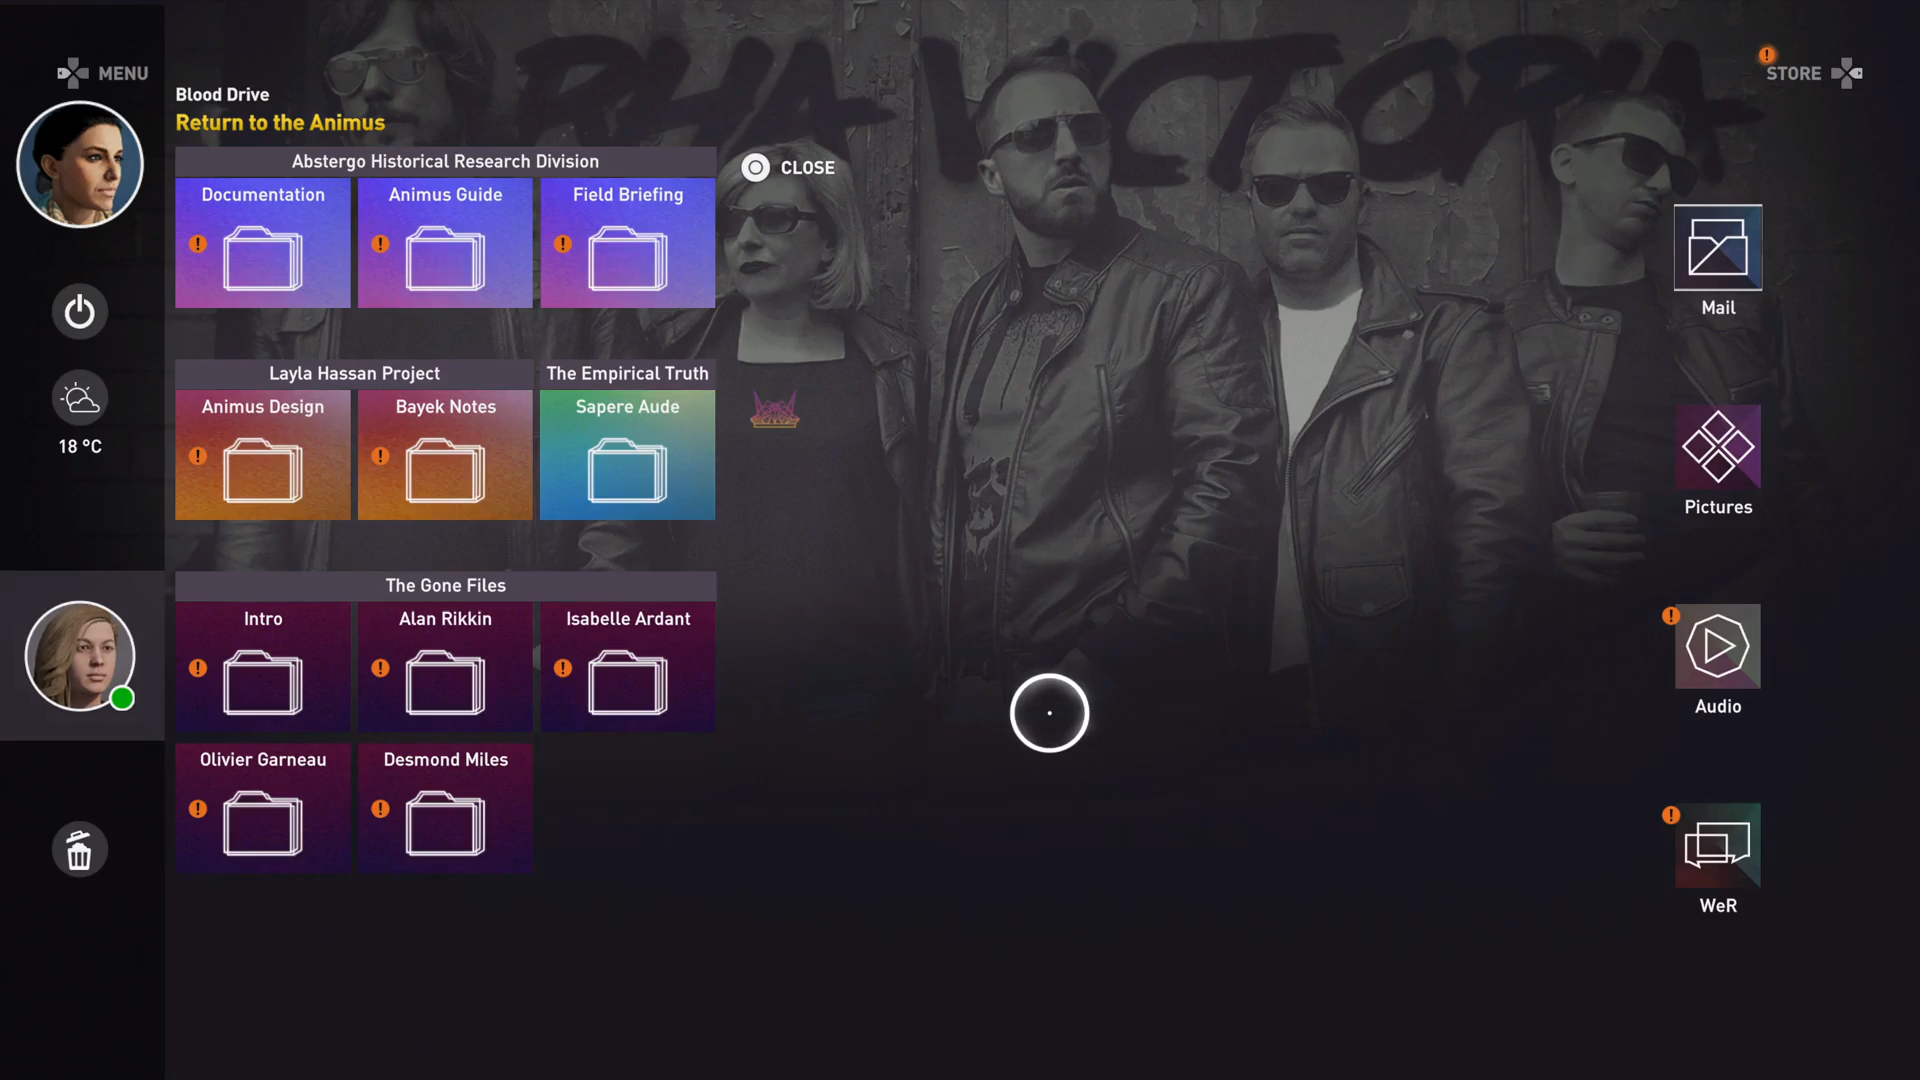 MENU
STORE
Blood Drive
Return to the Animus
Abstergo Historical Research Division
Documentation
Animus Guide
Field Briefing
CLOSE
Mail
18 °C
Layla Hassan Project
The Empirical Truth
Animus Design
Bayek Notes
Sapere Aude
Pictures
The Gone Files
Intro
Alan Rikkin
Isabelle Ardant
Audio
Olivier Garneau
Desmond Miles
WeR